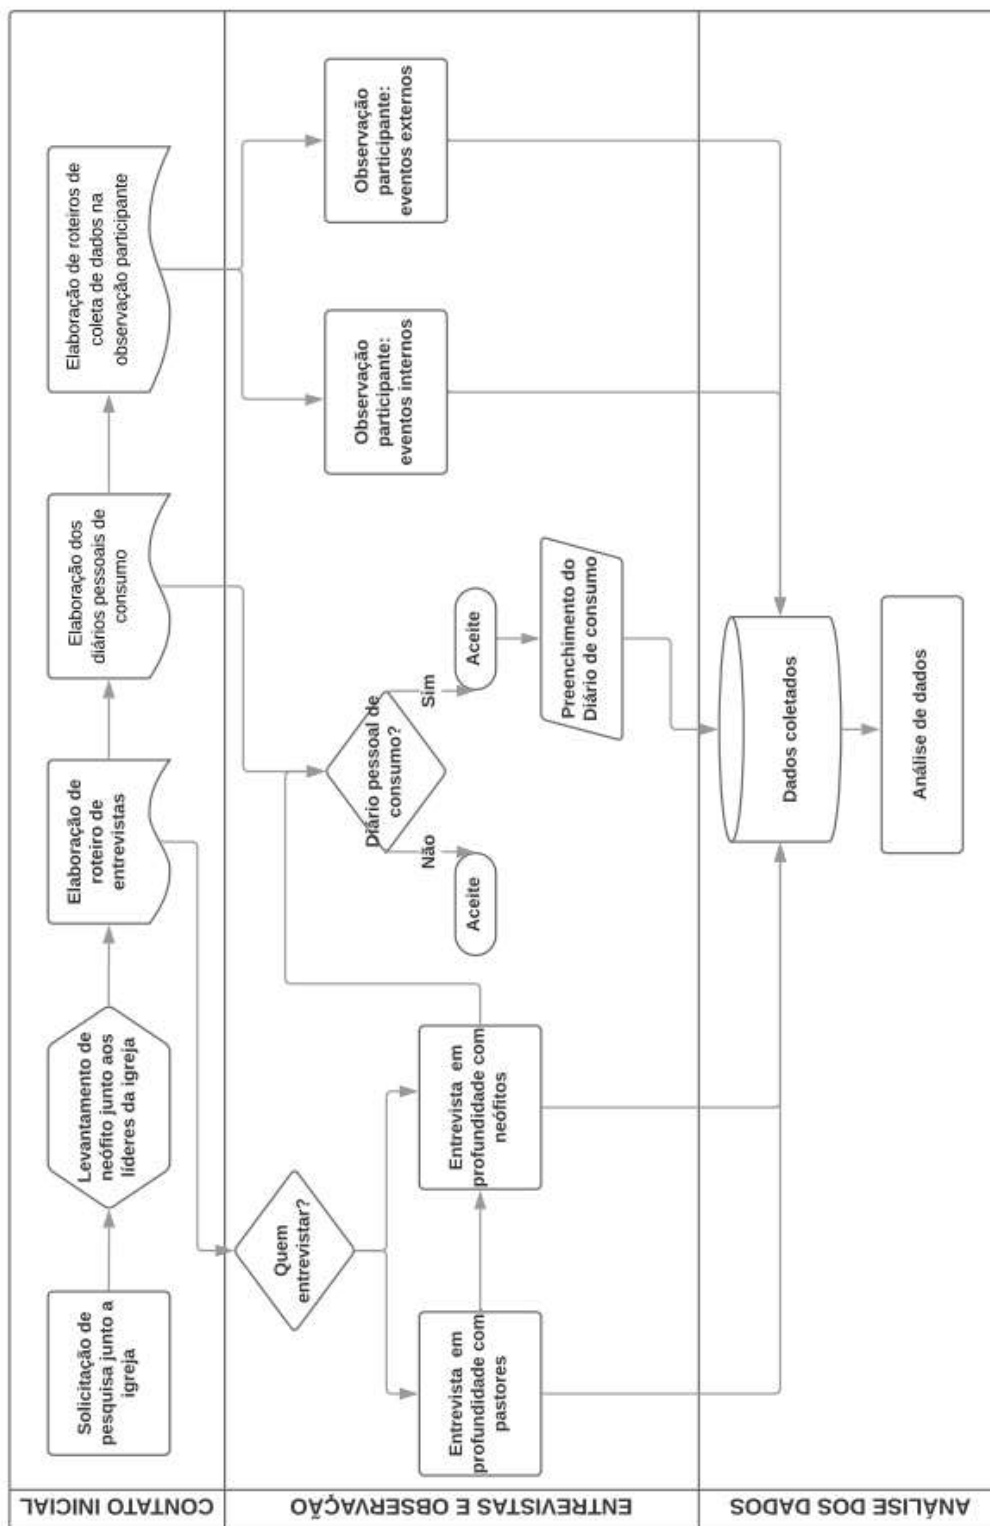 CONTATO INICIAL
Solicitação de
pesquisa junto a
igreja
Levantamento de
neófito junto aos
líderes da igreja
Elaboração de
roteiro de
entrevistas
Elaboração dos
diários pessoais de
consumo
Elaboração de roteiros de
coleta de dados na
observação participante
ENTREVISTAS E OBSERVAÇÃO
Quem
entrevistar?
Entrevista em
profundidade com
pastores
Entrevista em
profundidade com
neófitos
Diário pessoal de
consumo?
Não
Sim
Aceite
Aceite
Preenchimento do
Diário de consumo
Observação
participante:
eventos internos
Observação
participante:
eventos externos
ANÁLISE DOS DADOS
Dados coletados
Análise de dados